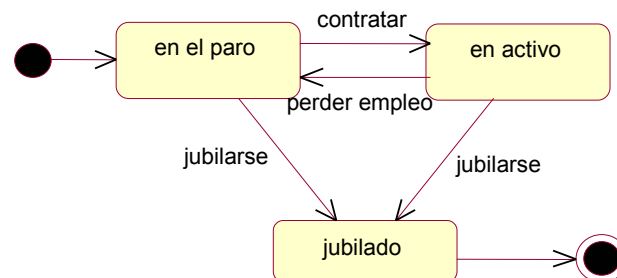 contratar
en el paro
en activo
perder empleo
jubilarse
jubilarse
jubilado